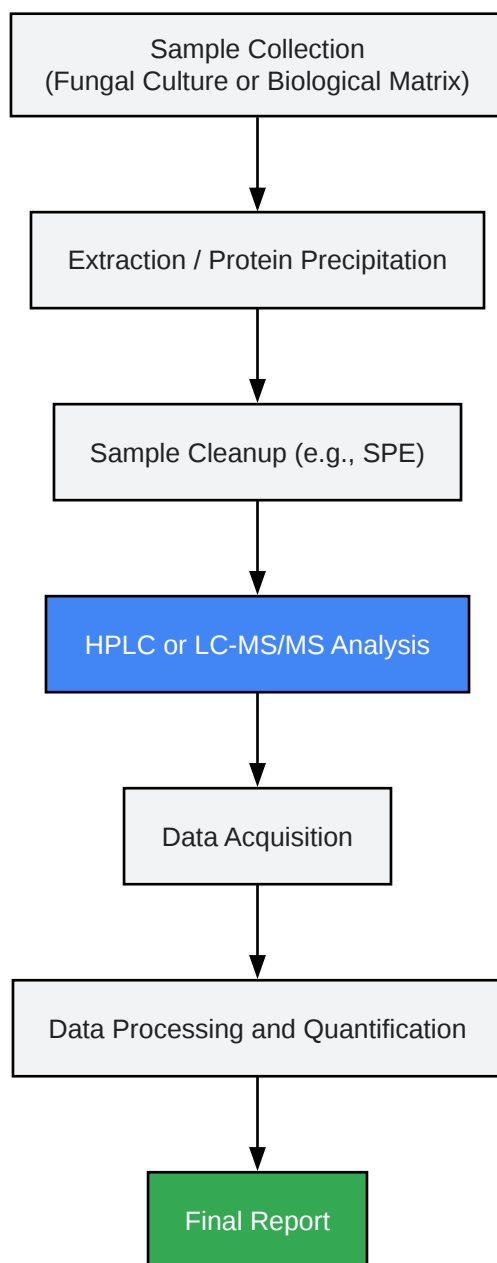 Sample Collection
(Fungal Culture or Biological Matrix)
Extraction / Protein Precipitation
Sample Cleanup (e.g., SPE)
HPLC or LC-MS/MS Analysis
Data Acquisition
Data Processing and Quantification
Final Report